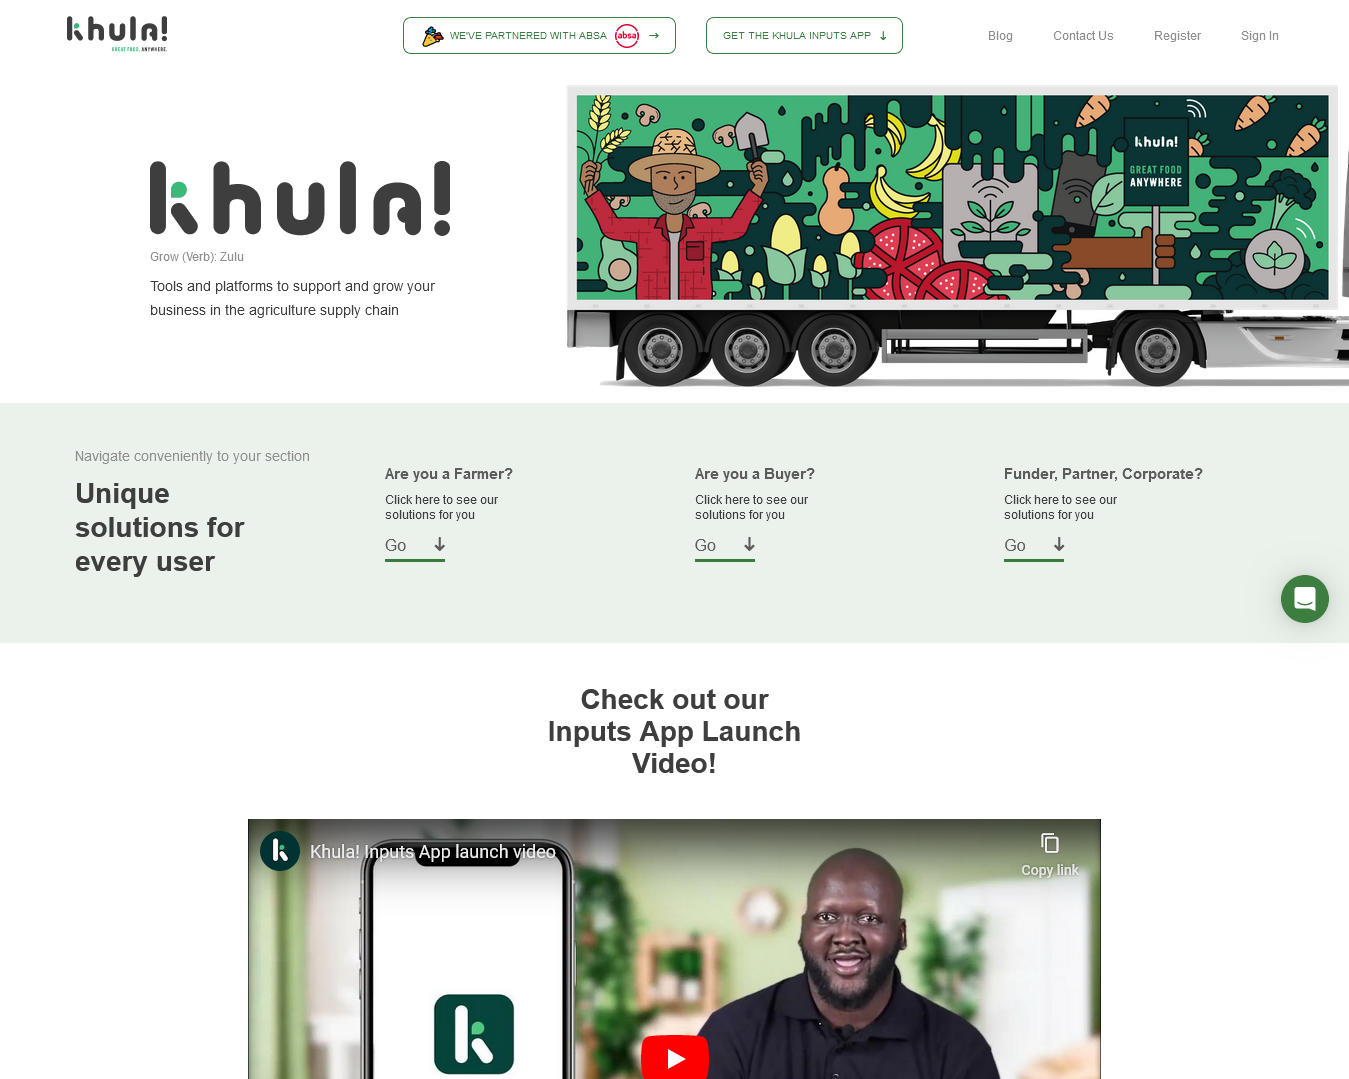 khula!
GREAT FOOD. ANYWHERE.
WE'VE PARTNERED WITH ABSA absa →
GET THE KHULA INPUTS APP ↓
Blog
Contact Us
Register
Sign In
khula!
Grow (Verb): Zulu
Tools and platforms to support and grow your
business in the agriculture supply chain
khula!
GREAT FOOD
ANYWHERE
Navigate conveniently to your section
Unique
solutions for
every user
Are you a Farmer?
Click here to see our
solutions for you
Go ↓
Are you a Buyer?
Click here to see our
solutions for you
Go ↓
Funder, Partner, Corporate?
Click here to see our
solutions for you
Go ↓
Check out our
Inputs App Launch
Video!
Khula! Inputs App launch video
Copy link